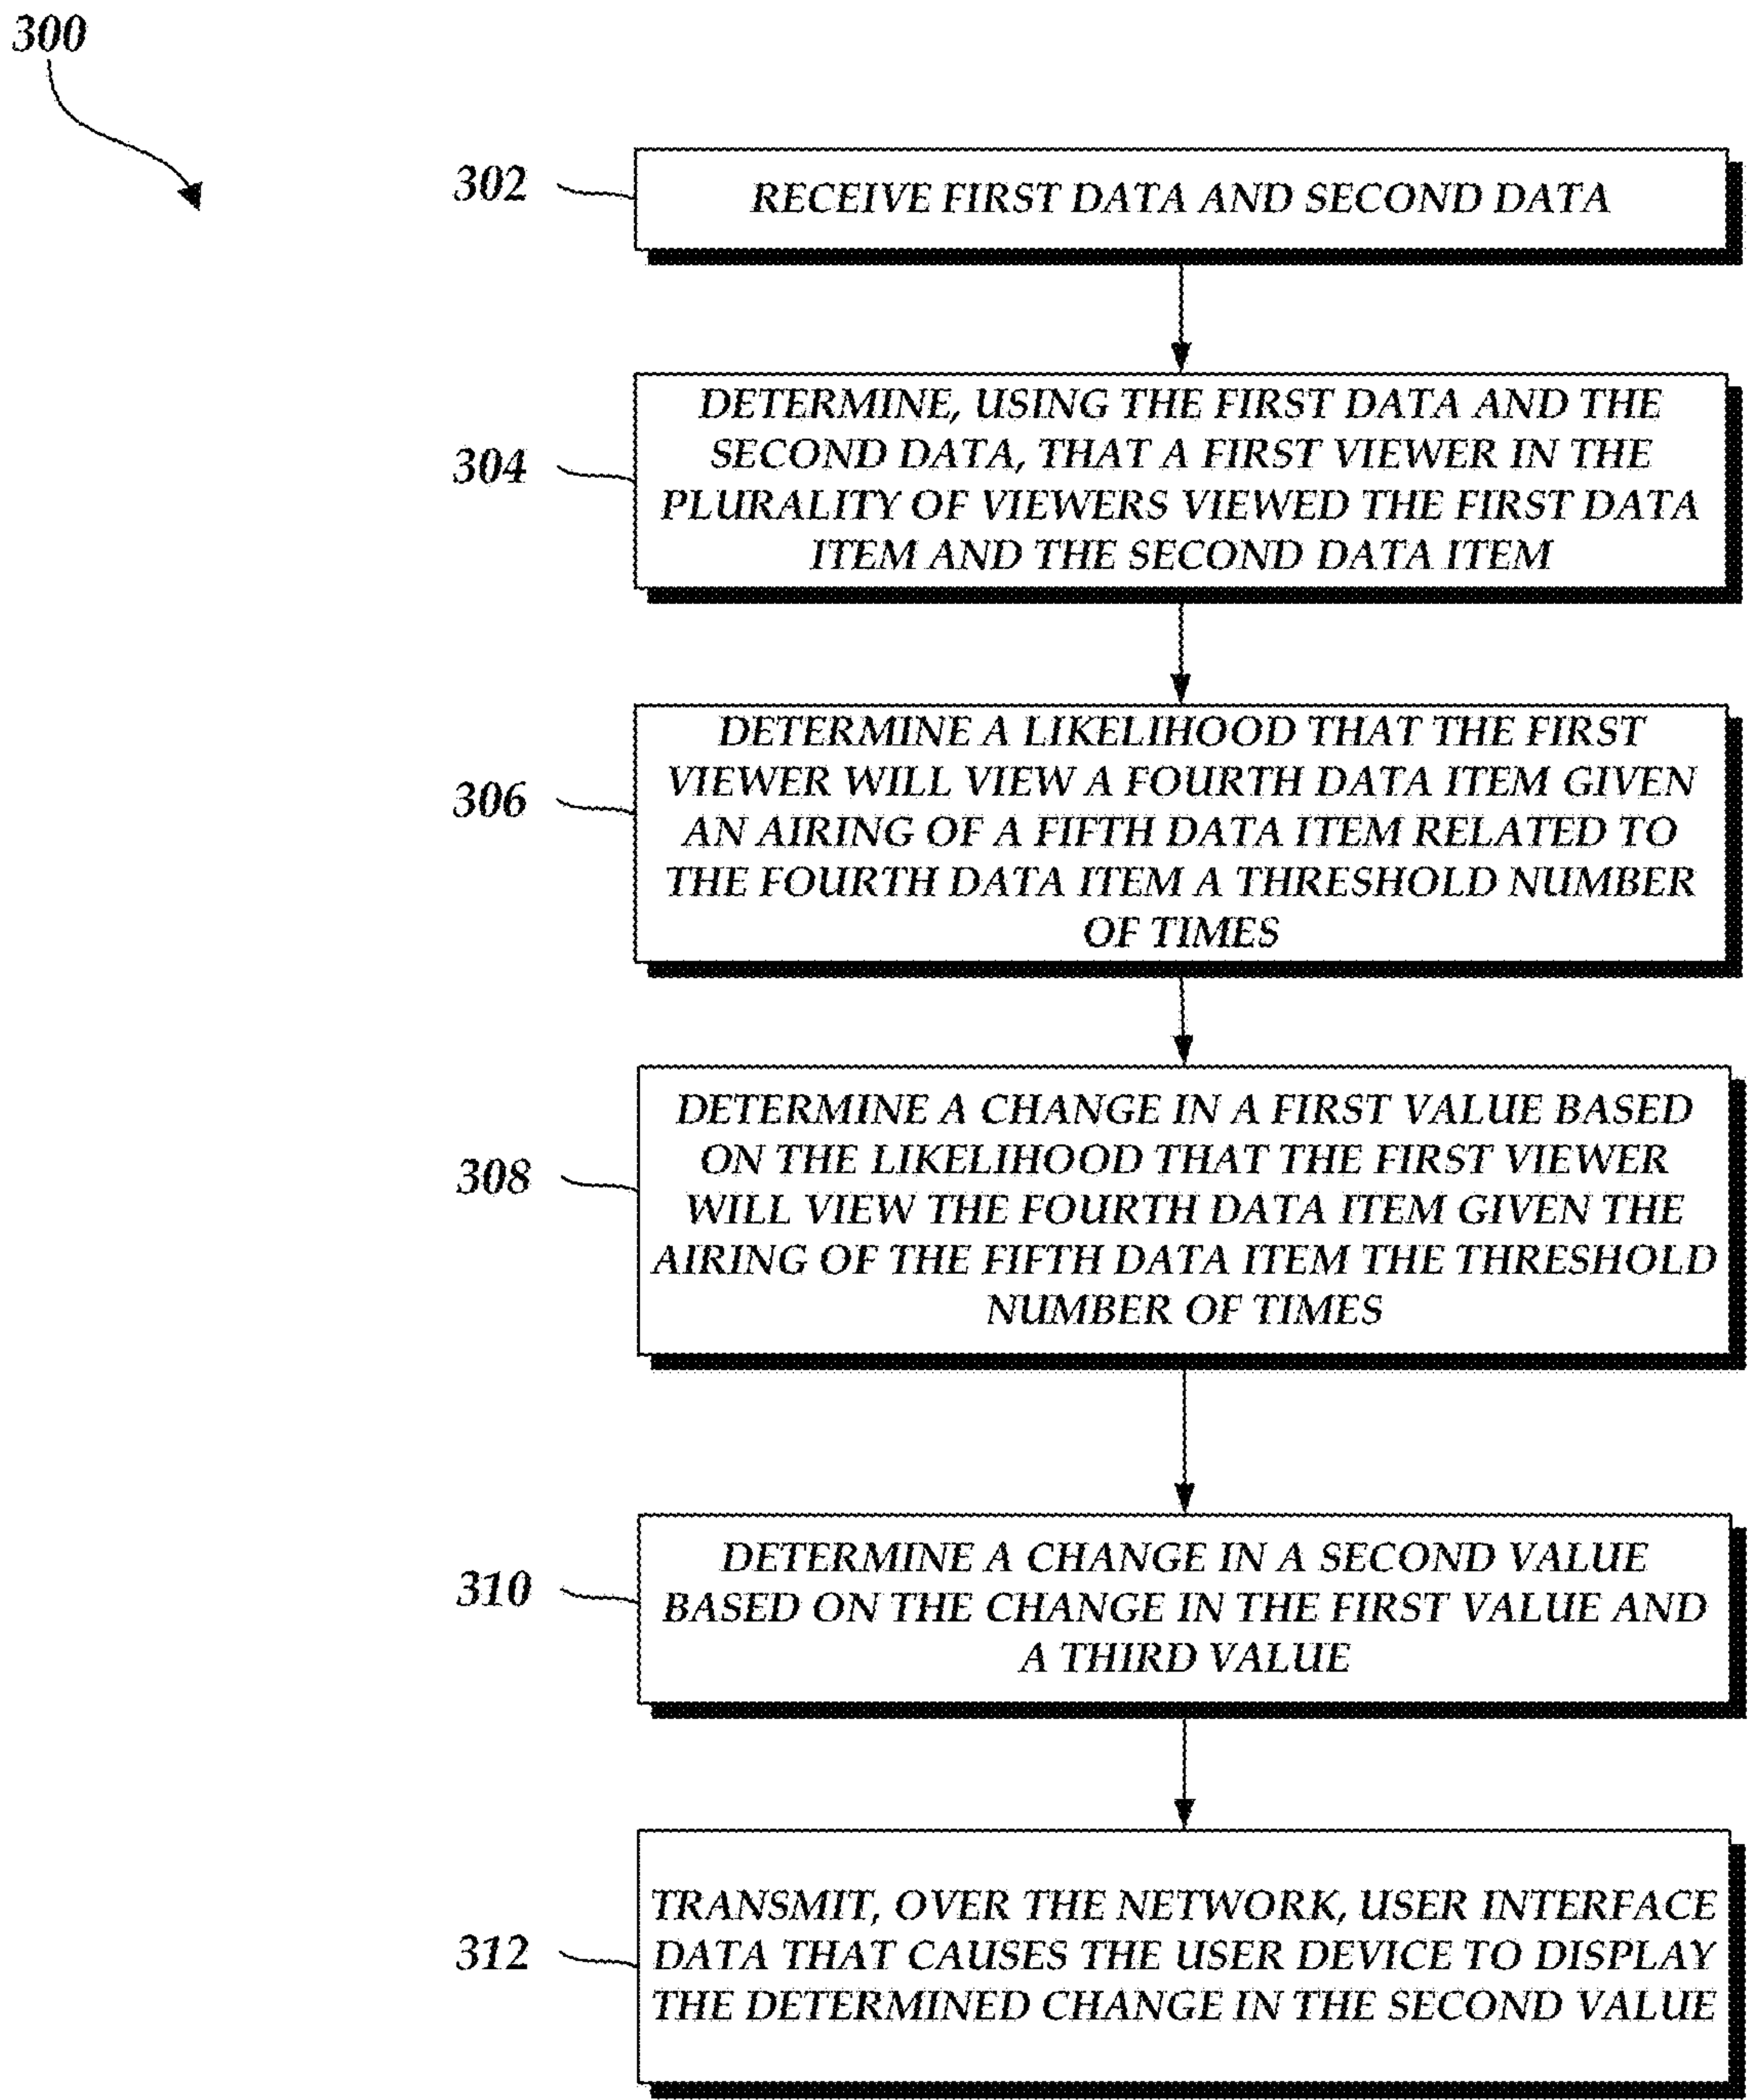 300
302
RECEIVE FIRST DATA AND SECOND DATA
304
DETERMINE, USING THE FIRST DATA AND THE
SECOND DATA, THAT A FIRST VIEWER IN THE
PLURALITY OF VIEWERS VIEWED THE FIRST DATA
ITEM AND THE SECOND DATA ITEM
306
DETERMINE A LIKELIHOOD THAT THE FIRST
VIEWER WILL VIEW A FOURTH DATA ITEM GIVEN
AN AIRING OF A FIFTH DATA ITEM RELATED TO
THE FOURTH DATA ITEM A THRESHOLD NUMBER
OF TIMES
308
DETERMINE A CHANGE IN A FIRST VALUE BASED
ON THE LIKELIHOOD THAT THE FIRST VIEWER
WILL VIEW THE FOURTH DATA ITEM GIVEN THE
AIRING OF THE FIFTH DATA ITEM THE THRESHOLD
NUMBER OF TIMES
310
DETERMINE A CHANGE IN A SECOND VALUE
BASED ON THE CHANGE IN THE FIRST VALUE AND
A THIRD VALUE
312
TRANSMIT, OVER THE NETWORK, USER INTERFACE
DATA THAT CAUSES THE USER DEVICE TO DISPLAY
THE DETERMINED CHANGE IN THE SECOND VALUE